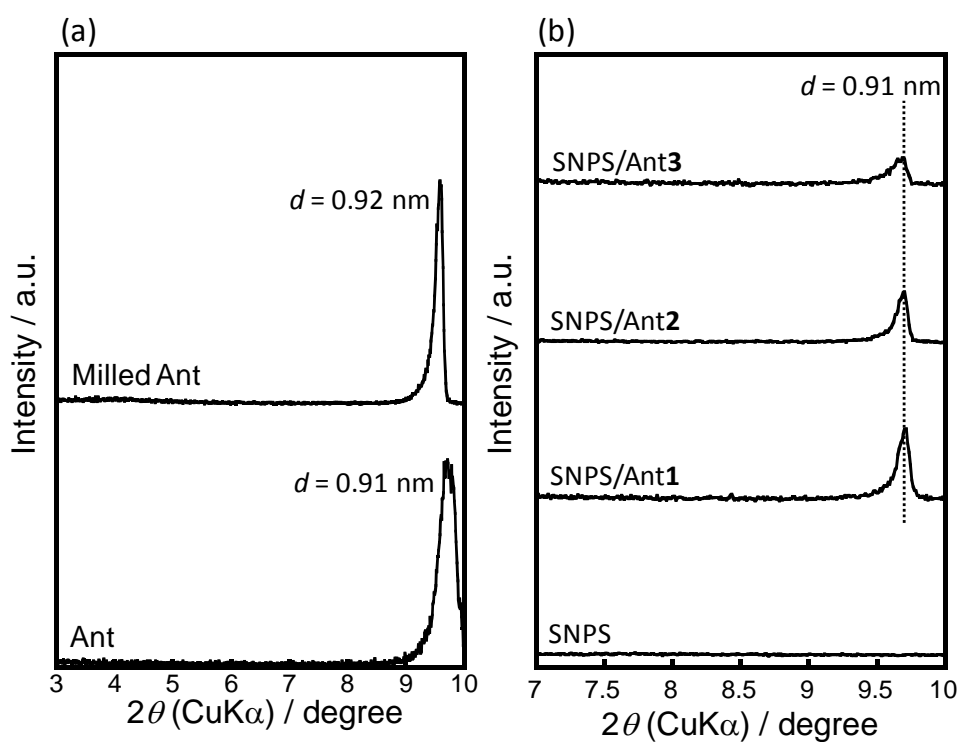 (a)
d = 0.92 nm
Milled Ant
d = 0.91 nm
Ant
Intensity / a.u.
3 4 5 6 7 8 9 10
2θ (CuKα) / degree
(b)
d = 0.91 nm
SNPS/Ant3
SNPS/Ant2
SNPS/Ant1
SNPS
Intensity / a.u.
7 7.5 8 8.5 9 9.5 10
2θ (CuKα) / degree